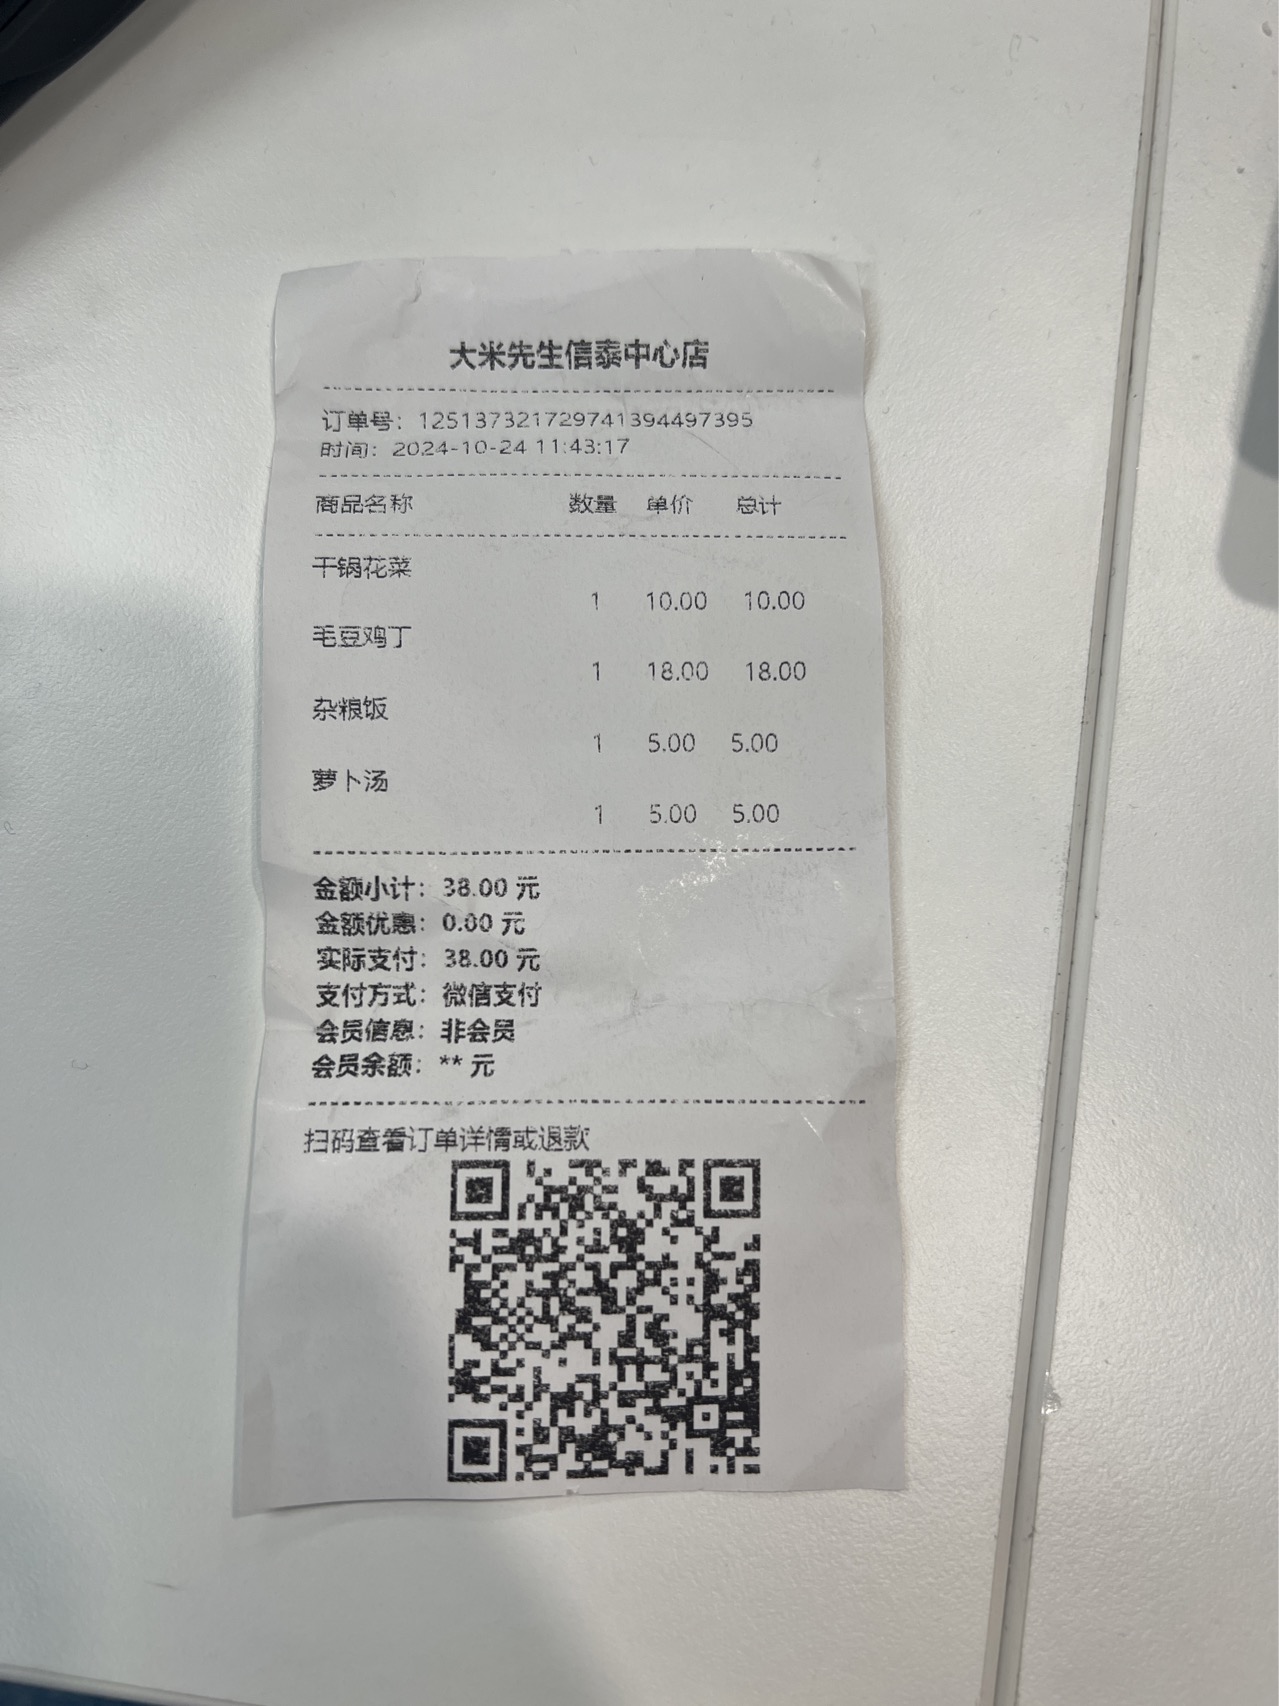 大米先生信泰中心店
订单号：1251373217297413944​97395
时间：2024-10-24 11:43:17
商品名称 数量 单价 总计
干锅花菜
1 10.00 10.00
毛豆鸡丁
1 18.00 18.00
杂粮饭
1 5.00 5.00
萝卜汤
1 5.00 5.00
金额小计：38.00 元
金额优惠：0.00 元
实际支付：38.00 元
支付方式：微信支付
会员信息：非会员
会员余额：** 元
扫码查看订单详情或退款